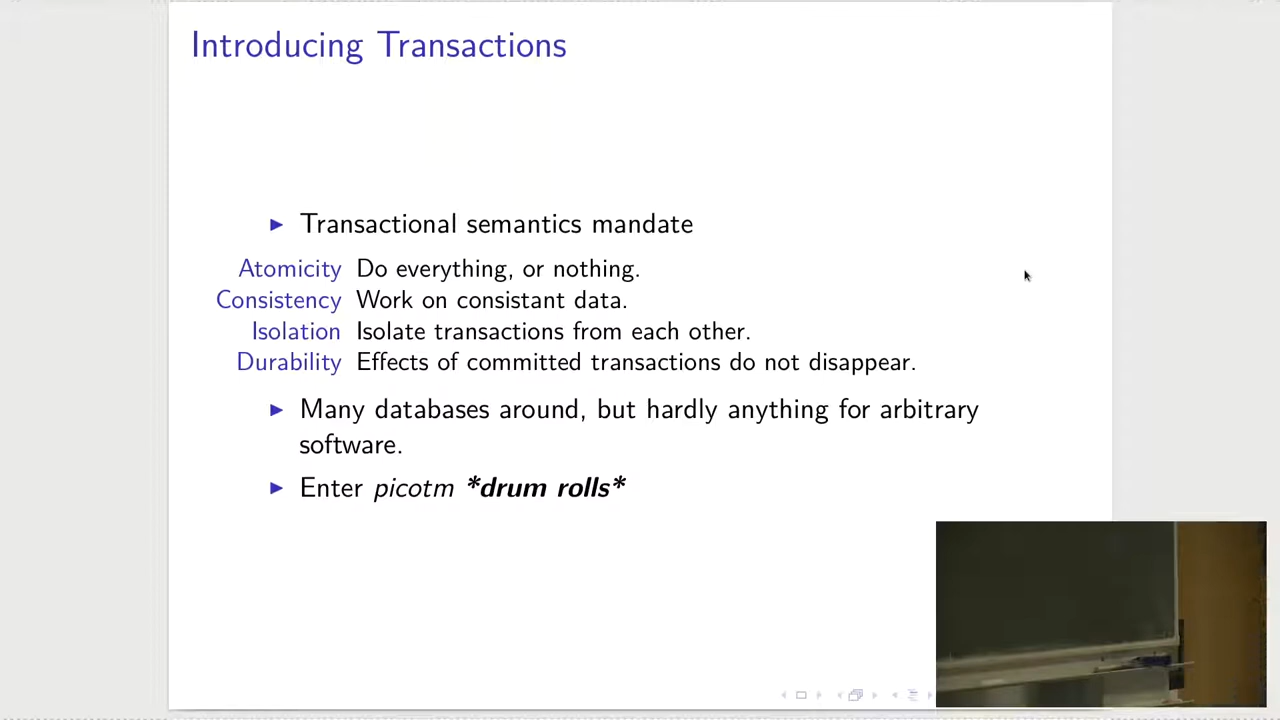 Introducing Transactions
▶ Transactional semantics mandate
Atomicity Do everything, or nothing.
Consistency Work on consistant data.
Isolation Isolate transactions from each other.
Durability Effects of committed transactions do not disappear.
▶ Many databases around, but hardly anything for arbitrary
software.
▶ Enter picotm *drum rolls*